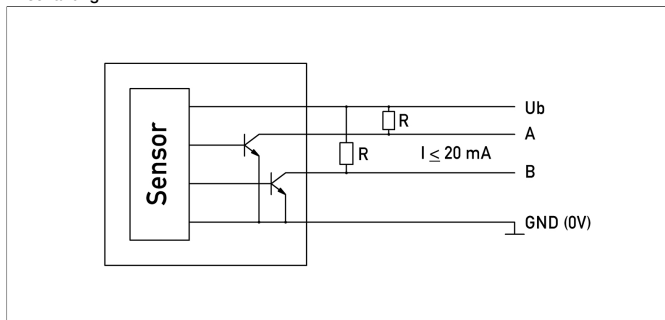 Sensor
Ub
R
A
R
I ≤ 20 mA
B
GND (0V)